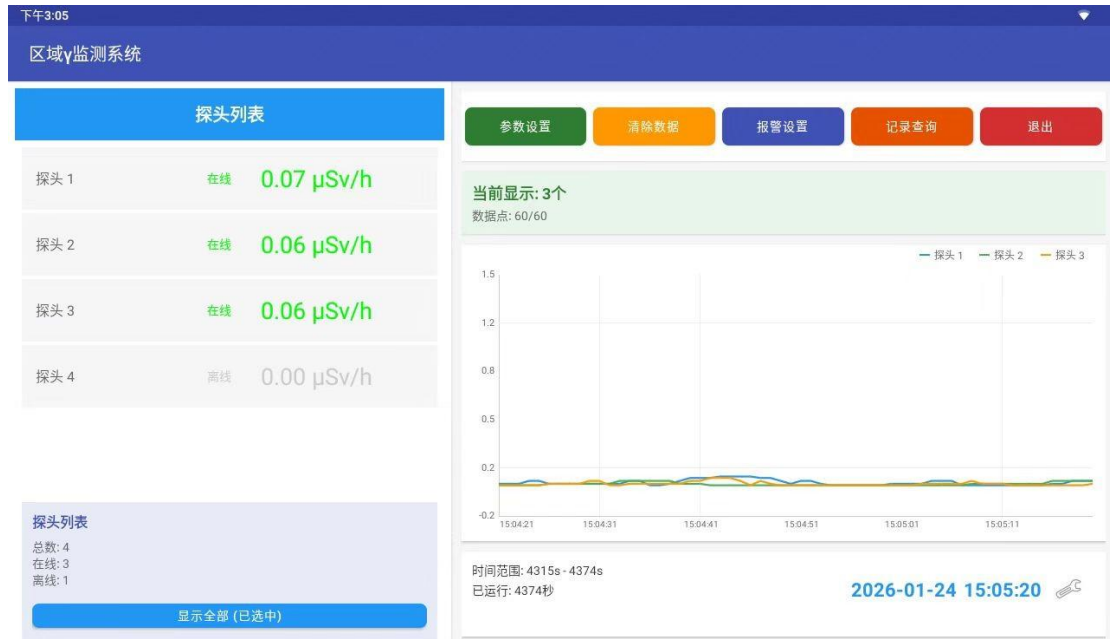 下午3:05
区域γ监测系统
探头列表
探头 1 在线 0.07 μSv/h
探头 2 在线 0.06 μSv/h
探头 3 在线 0.06 μSv/h
探头 4 离线 0.00 μSv/h
探头列表
总数: 4
在线: 3
离线: 1
显示全部 (已选中)
参数设置 清除数据 报警设置 记录查询 退出
当前显示: 3个
数据点: 60/60
探头 1 探头 2 探头 3
1.5
1.2
0.8
0.5
0.2
-0.2
15:04:21 15:04:31 15:04:41 15:04:51 15:05:01 15:05:11
时间范围: 4315s - 4374s
已运行: 4374秒
2026-01-24 15:05:20